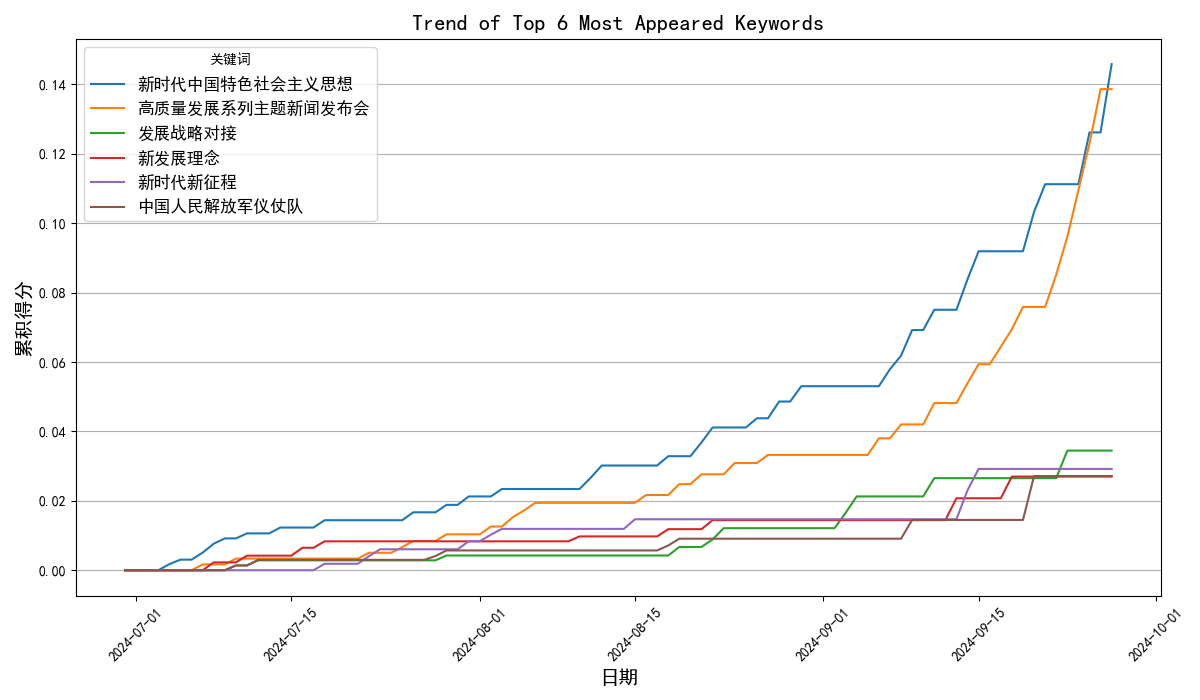 Trend of Top 6 Most Appeared Keywords
关键词
新时代中国特色社会主义思想
高质量发展系列主题新闻发布会
发展战略对接
新发展理念
新时代新征程
中国人民解放军仪仗队
累积得分
0.14
0.12
0.10
0.08
0.06
0.04
0.02
0.00
2024-07-01
2024-07-15
2024-08-01
2024-08-15
2024-09-01
2024-09-15
2024-10-01
日期